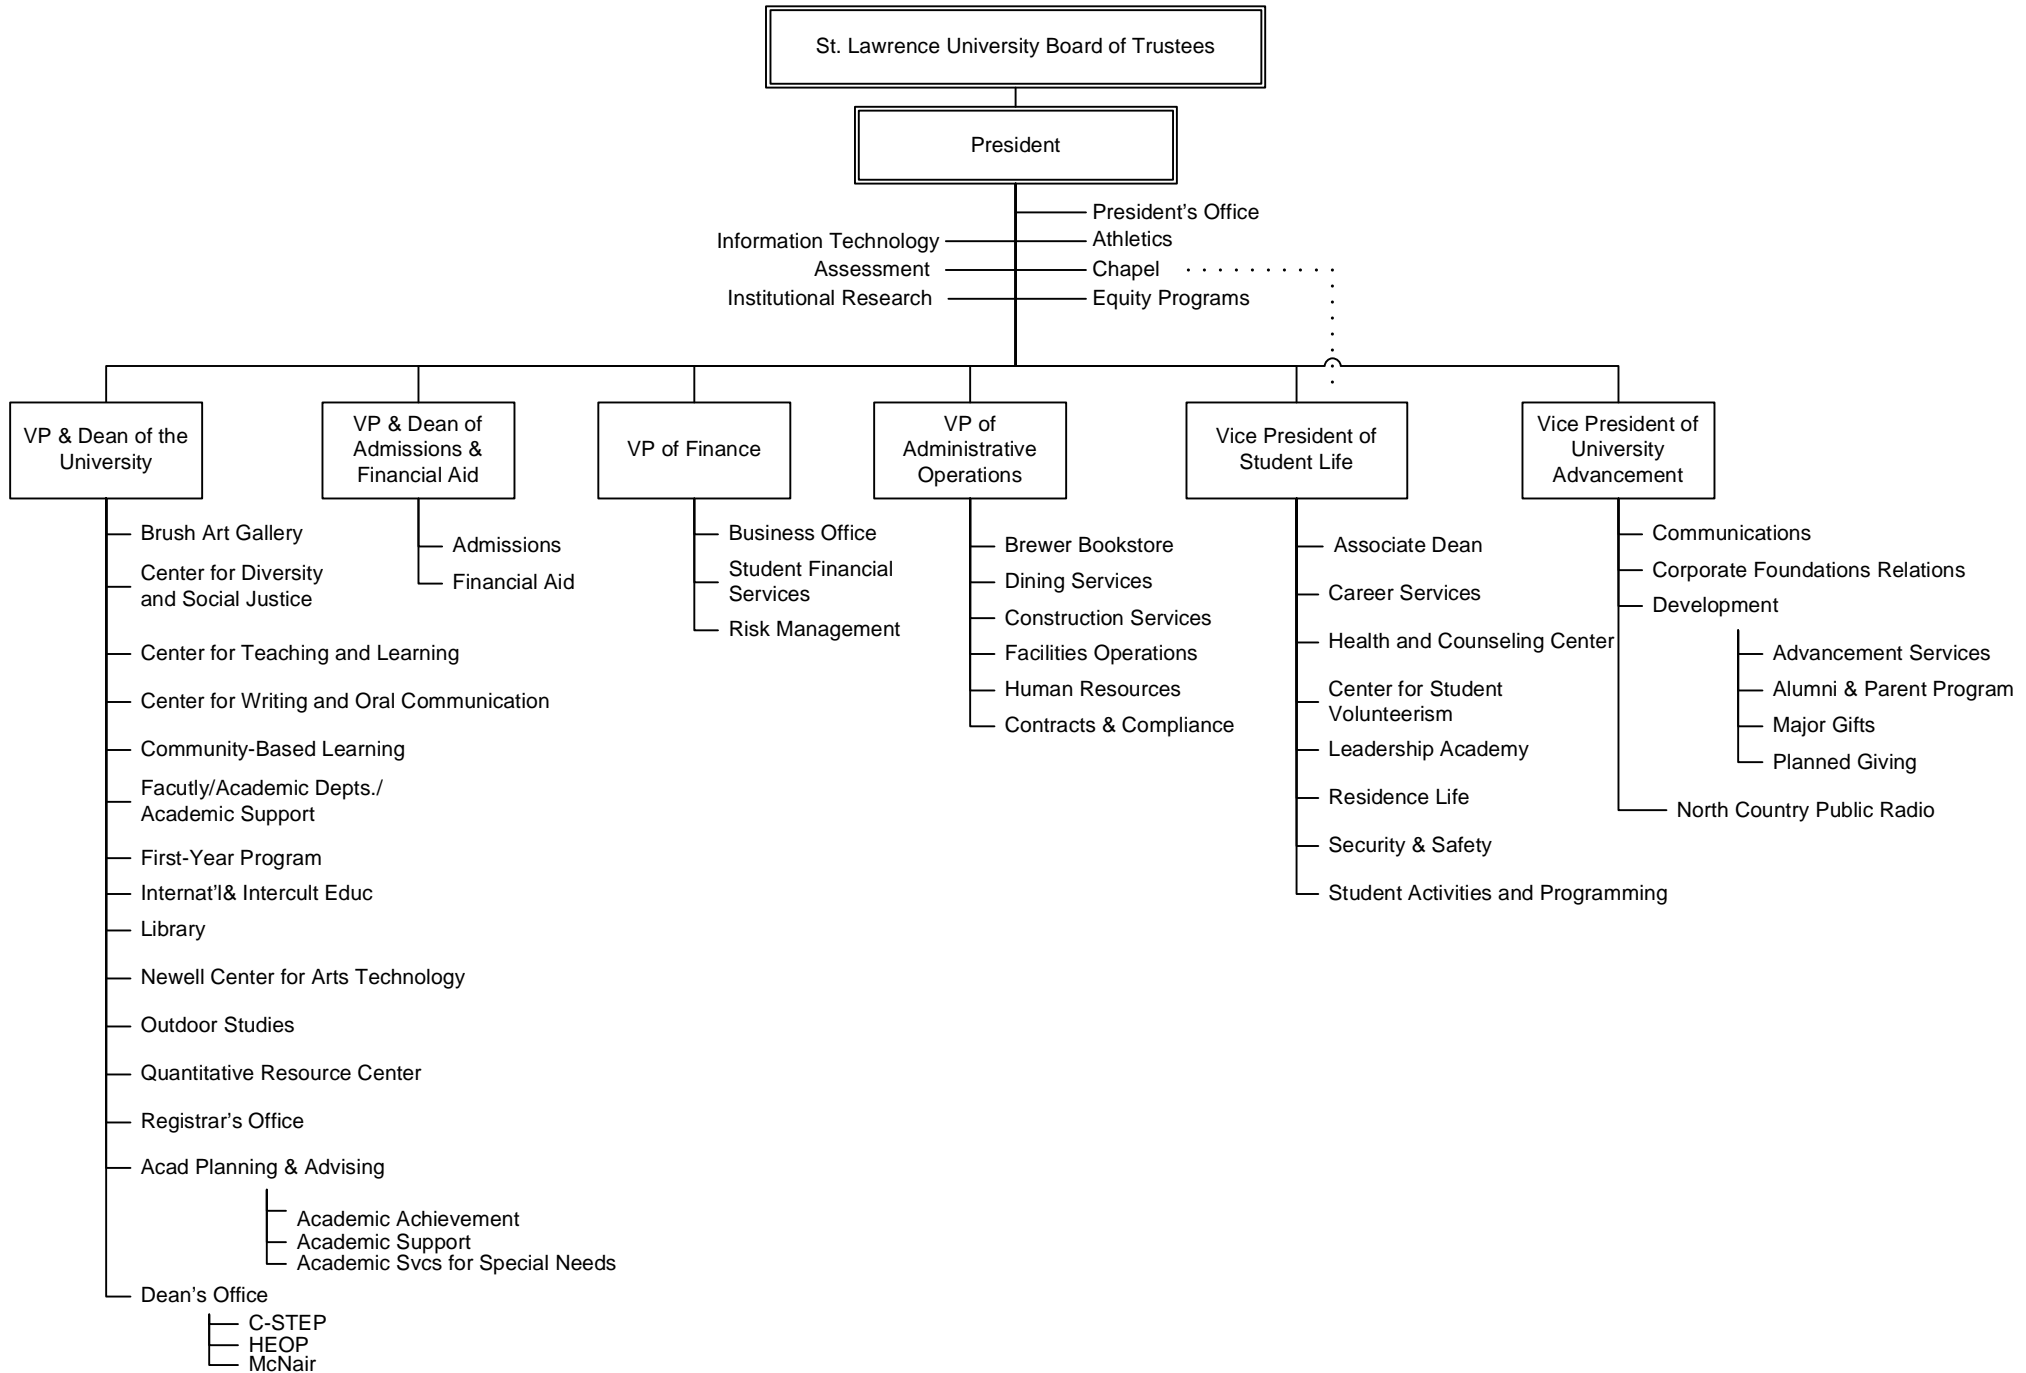 St. Lawrence University Board of Trustees
President
President’s Office
Information Technology
Athletics
Assessment
Chapel
Institutional Research
Equity Programs
VP & Dean of the
University
VP & Dean of
Admissions &
Financial Aid
VP of Finance
VP of
Administrative
Operations
Vice President of
Student Life
Vice President of
University
Advancement
Brush Art Gallery
Center for Diversity
and Social Justice
Center for Teaching and Learning
Center for Writing and Oral Communication
Community-Based Learning
Facutly/Academic Depts./
Academic Support
First-Year Program
Internat’l& Intercult Educ
Library
Newell Center for Arts Technology
Outdoor Studies
Quantitative Resource Center
Registrar’s Office
Acad Planning & Advising
Academic Achievement
Academic Support
Academic Svcs for Special Needs
Dean’s Office
C-STEP
HEOP
McNair
Admissions
Financial Aid
Business Office
Student Financial
Services
Risk Management
Brewer Bookstore
Dining Services
Construction Services
Facilities Operations
Human Resources
Contracts & Compliance
Associate Dean
Career Services
Health and Counseling Center
Center for Student
Volunteerism
Leadership Academy
Residence Life
Security & Safety
Student Activities and Programming
Communications
Corporate Foundations Relations
Development
Advancement Services
Alumni & Parent Program
Major Gifts
Planned Giving
North Country Public Radio